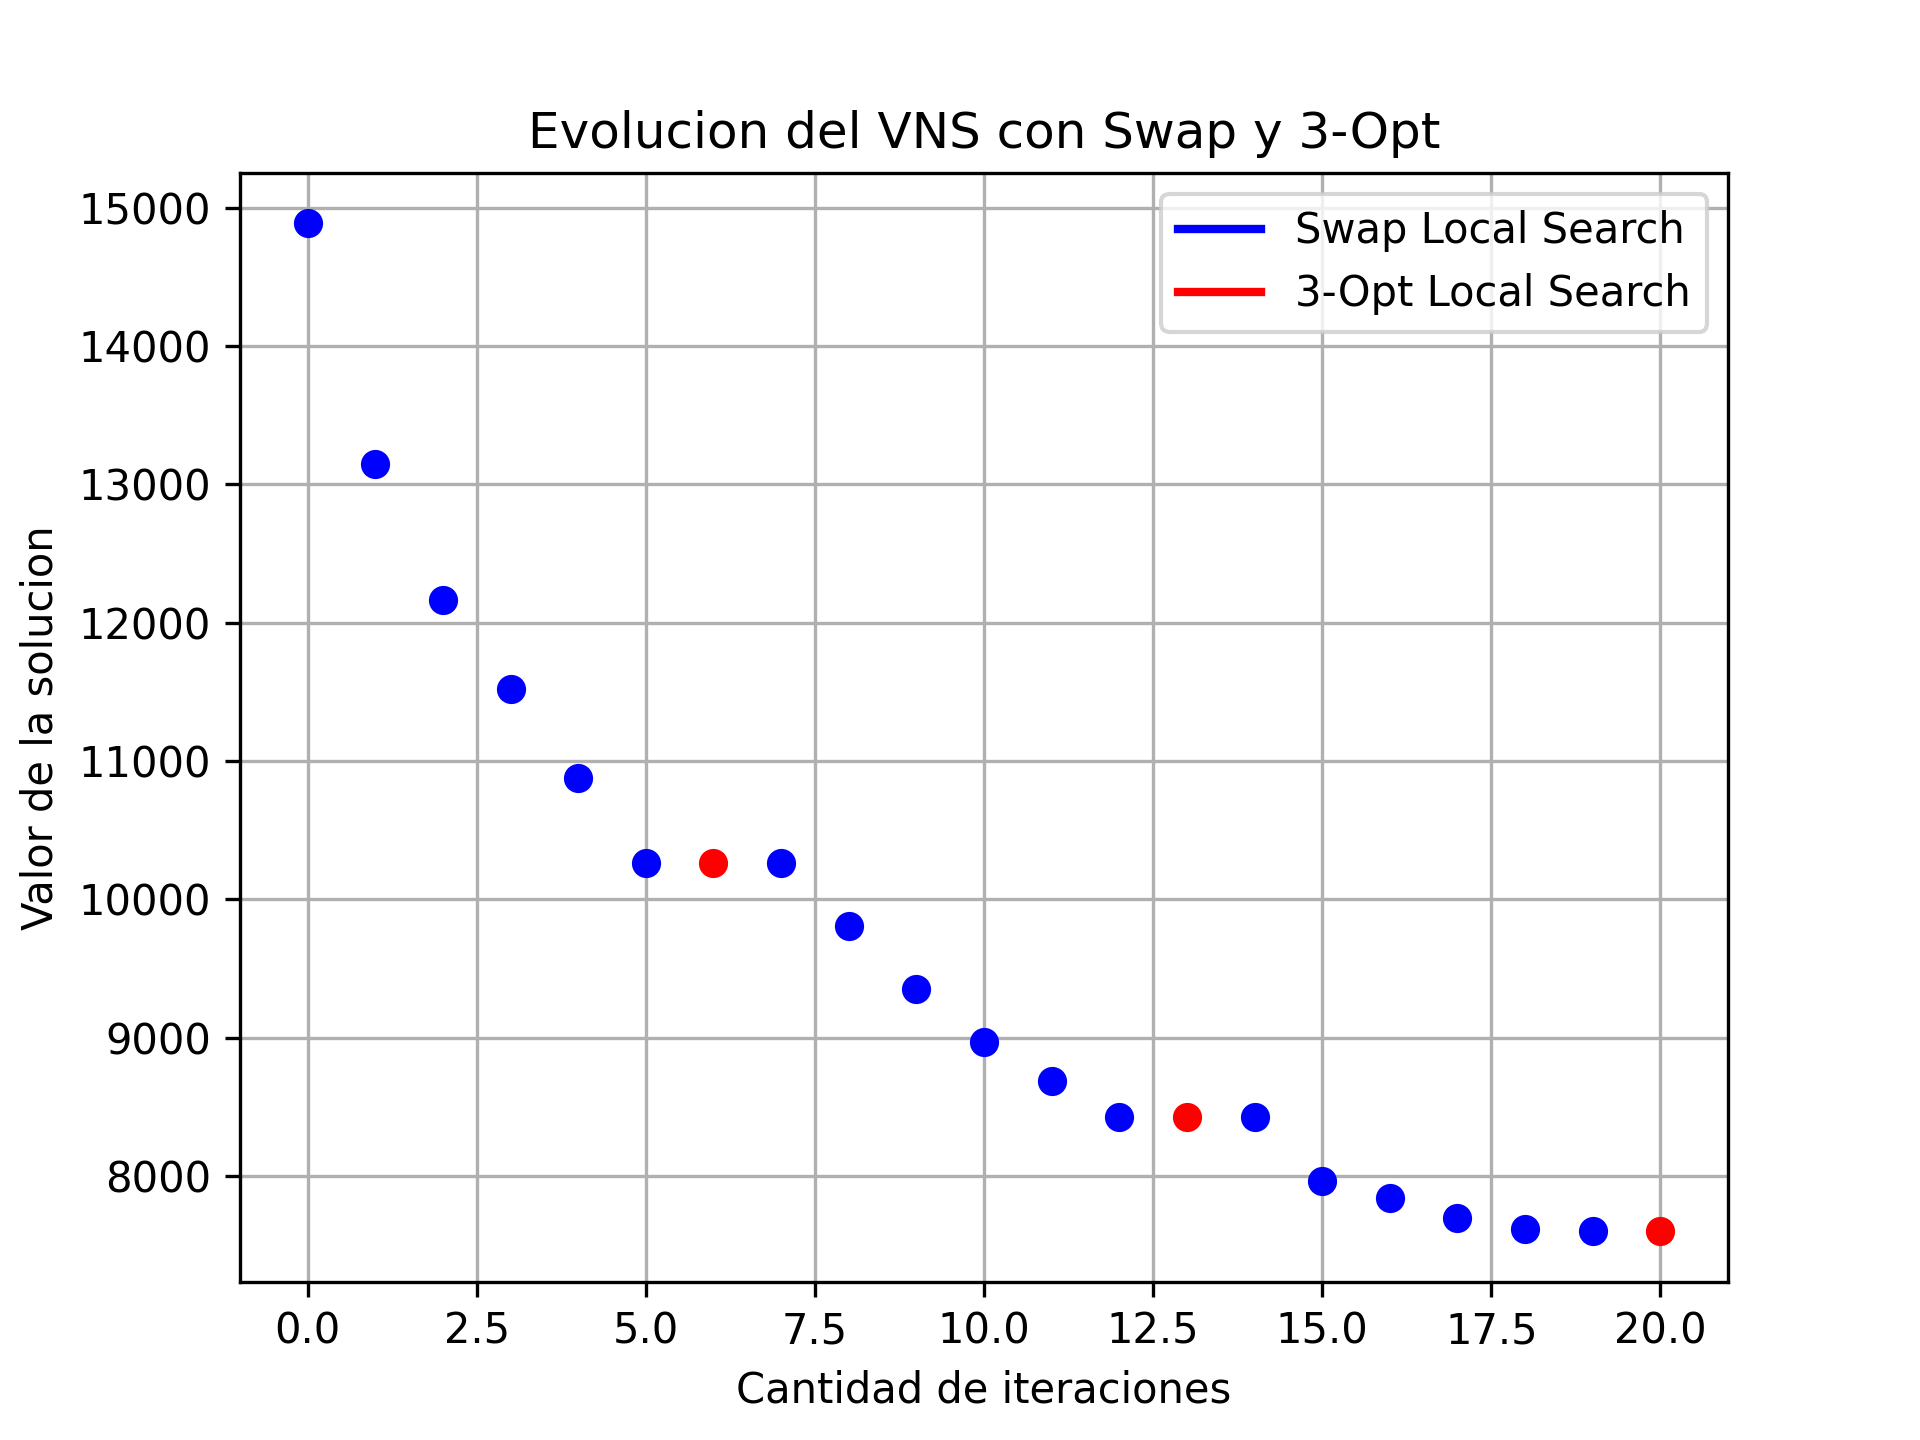 Evolucion del VNS con Swap y 3-Opt
Swap Local Search
3-Opt Local Search
Valor de la solucion
15000
14000
13000
12000
11000
10000
9000
8000
0.0 2.5 5.0 7.5 10.0 12.5 15.0 17.5 20.0
Cantidad de iteraciones